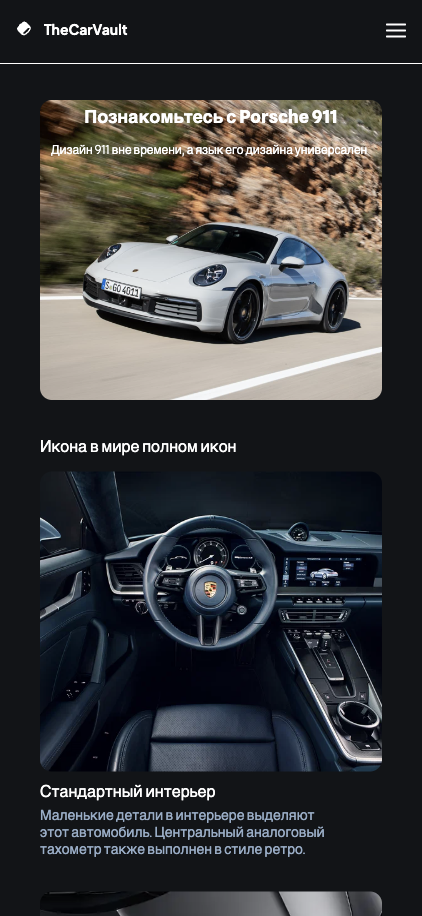 TheCarVault
Познакомьтесь с Porsche 911
Дизайн 911 вне времени, а язык его дизайна универсален
S·GO 4011
Икона в мире полном икон
Стандартный интерьер
Маленькие детали в интерьере выделяют
этот автомобиль. Центральный аналоговый
тахометр также выполнен в стиле ретро.